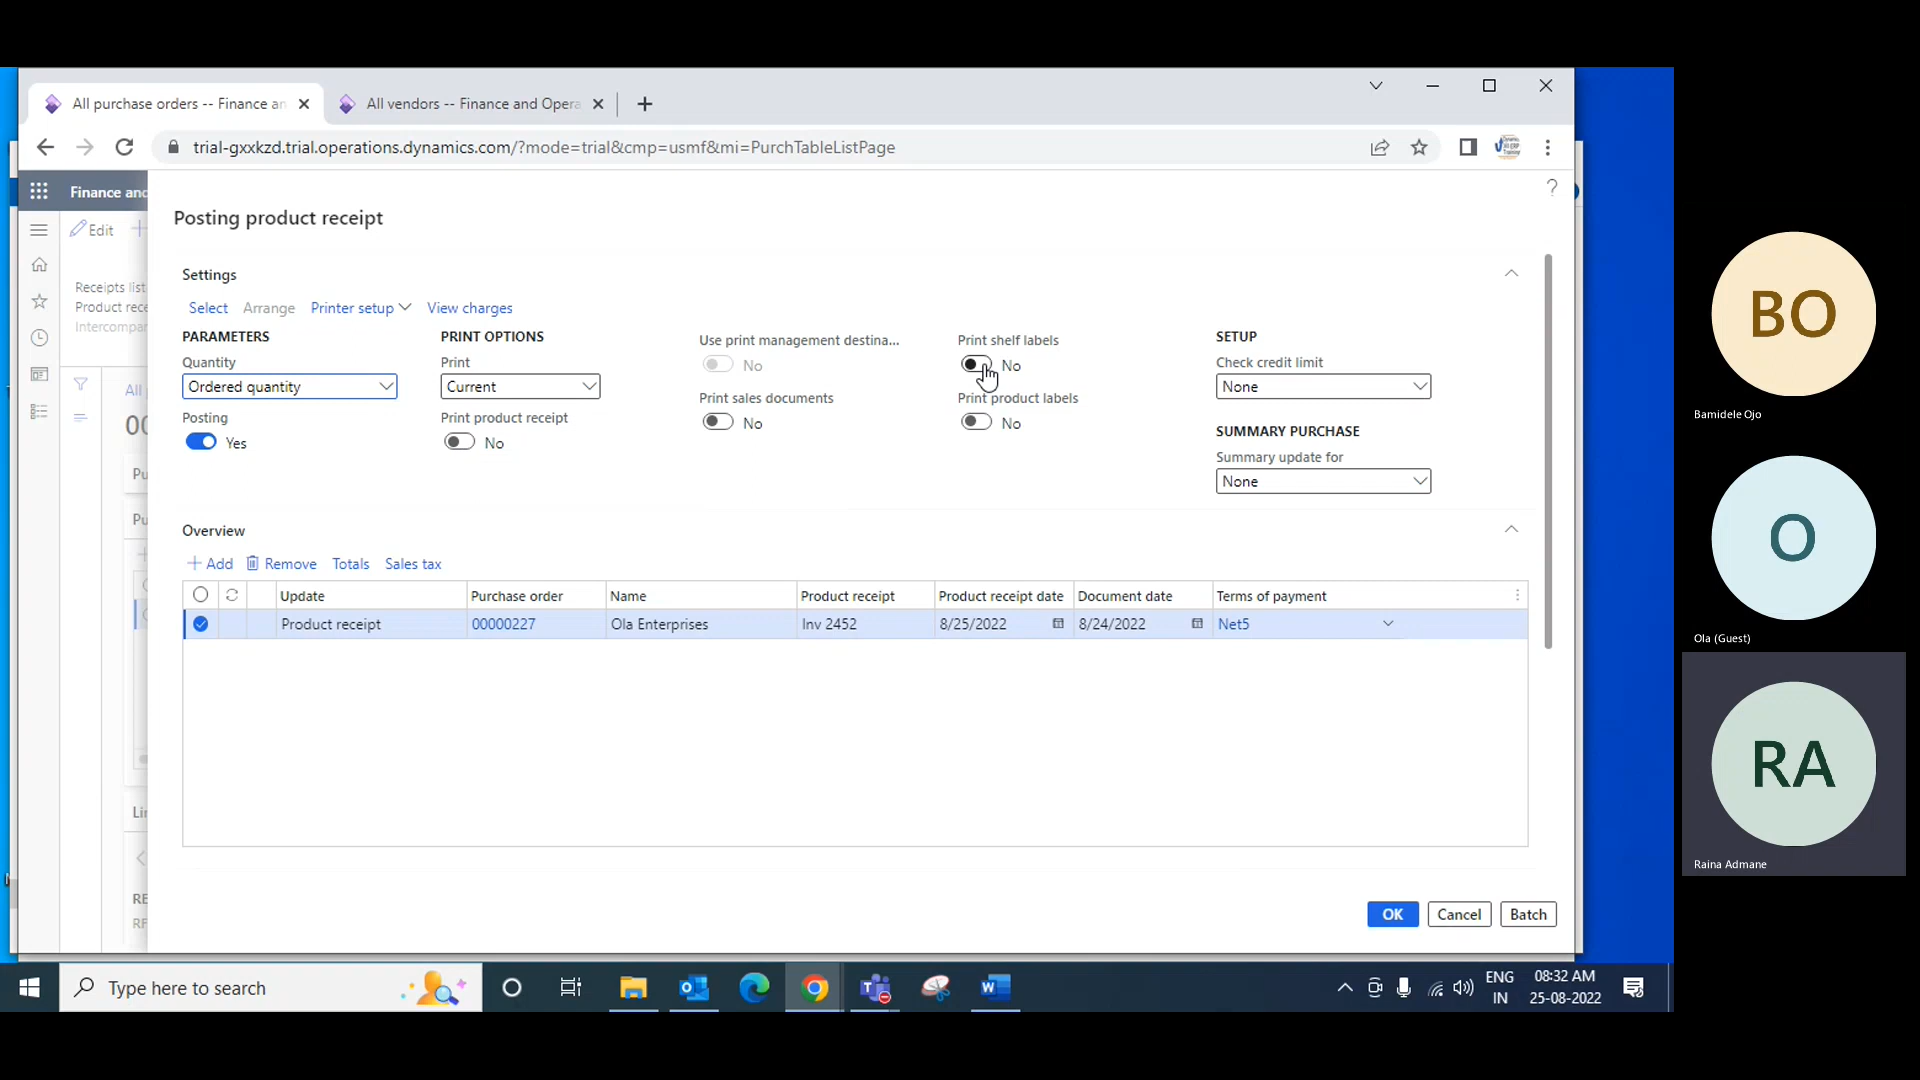 All purchase orders -- Finance an
All vendors -- Finance and Opera
trial-gxxkzd.trial.operations.dynamics.com/?mode=trial&cmp=usmf&mi=PurchTableListPage
Finance and
?
Edit
Posting product receipt
Settings
Receipts list
Product rece
Intercompan
Select Arrange Printer setup View charges
PARAMETERS
Quantity
Ordered quantity
Posting
Yes
PRINT OPTIONS
Print
Current
Print product receipt
No
Use print management destina...
No
Print sales documents
No
Print shelf labels
No
Print product labels
No
SETUP
Check credit limit
None
SUMMARY PURCHASE
Summary update for
None
All
00
Pu
Pu
Lin
RE
RF
Overview
Add Remove Totals Sales tax
Update Purchase order Name Product receipt Product receipt date Document date Terms of payment
Product receipt 00000227 Ola Enterprises Inv 2452 8/25/2022 8/24/2022 Net5
OK Cancel Batch
BO
Bamidele Ojo
O
Ola (Guest)
RA
Raina Admane
Type here to search
ENG
IN
08:32 AM
25-08-2022